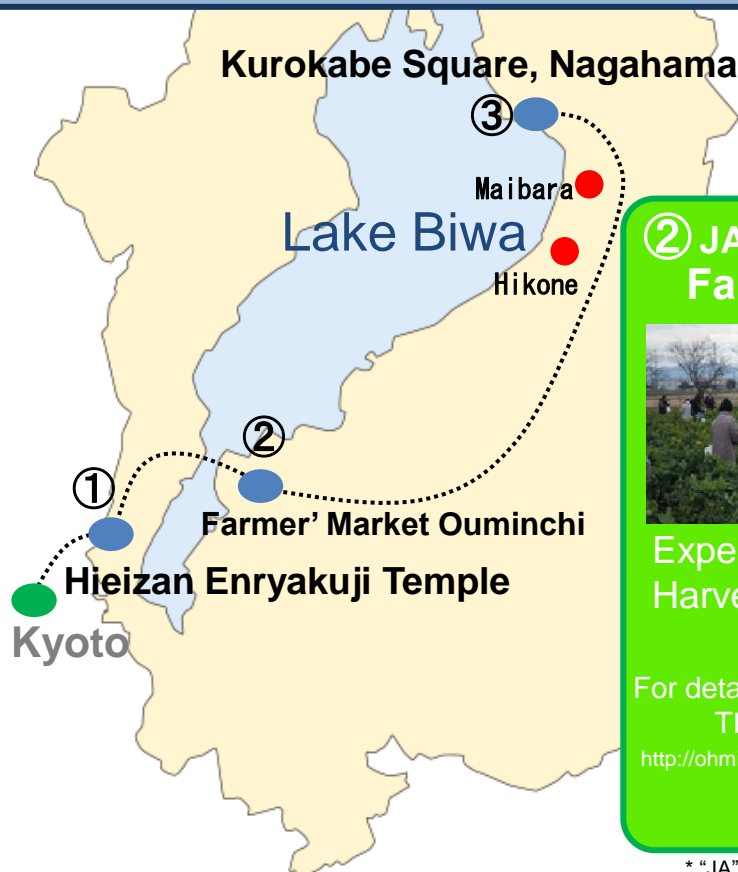 Kurokabe Square, Nagahama
③
Maibara
Lake Biwa
Hikone
②
①
Farmer’ Market Ouminchi
Hieizan Enryakuji Temple
Kyoto
② JA
Fa
Expe
Harve
For deta
Th
http://ohm
* “JA”